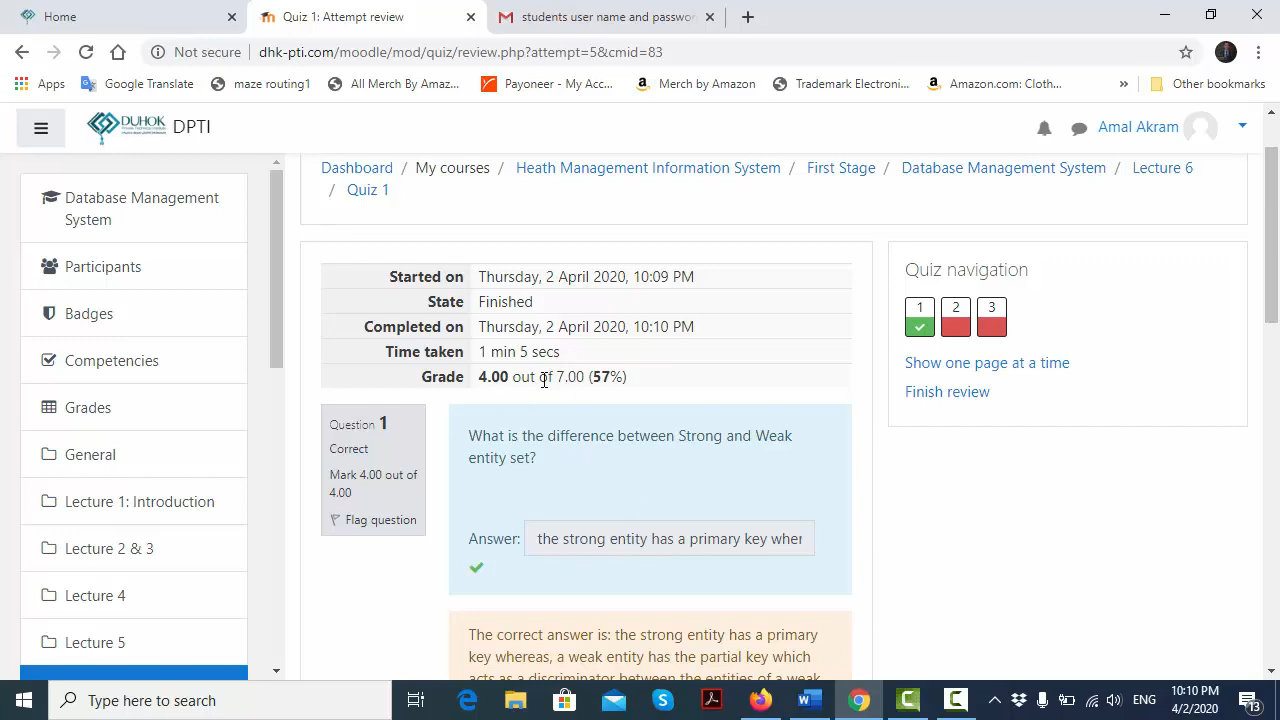 Home
Quiz 1: Attempt review
students user name and passwo
Not secure
dhk-pti.com/moodle/mod/quiz/review.php?attempt=5&cmid=83
Apps
Google Translate
maze routing1
All Merch By Amaz...
Payoneer - My Acc...
Merch by Amazon
Trademark Electroni...
Amazon.com: Cloth...
»
Other bookmarks
DUHOK
DPTI
Amal Akram
Dashboard / My courses / Heath Management Information System / First Stage / Database Management System / Lecture 6
/ Quiz 1
Database Management
System
Participants
Badges
Competencies
Grades
General
Lecture 1: Introduction
Lecture 2 & 3
Lecture 4
Lecture 5
Started on Thursday, 2 April 2020, 10:09 PM
State Finished
Completed on Thursday, 2 April 2020, 10:10 PM
Time taken 1 min 5 secs
Grade 4.00 out of 7.00 (57%)
Question 1
Correct
Mark 4.00 out of
4.00
Flag question
What is the difference between Strong and Weak
entity set?
Answer: the strong entity has a primary key wher
The correct answer is: the strong entity has a primary
key whereas, a weak entity has the partial key which
acts as a discriminator between the entities of a weak
Quiz navigation
1 2 3
Show one page at a time
Finish review
Type here to search
ENG
10:10 PM
4/2/2020
13